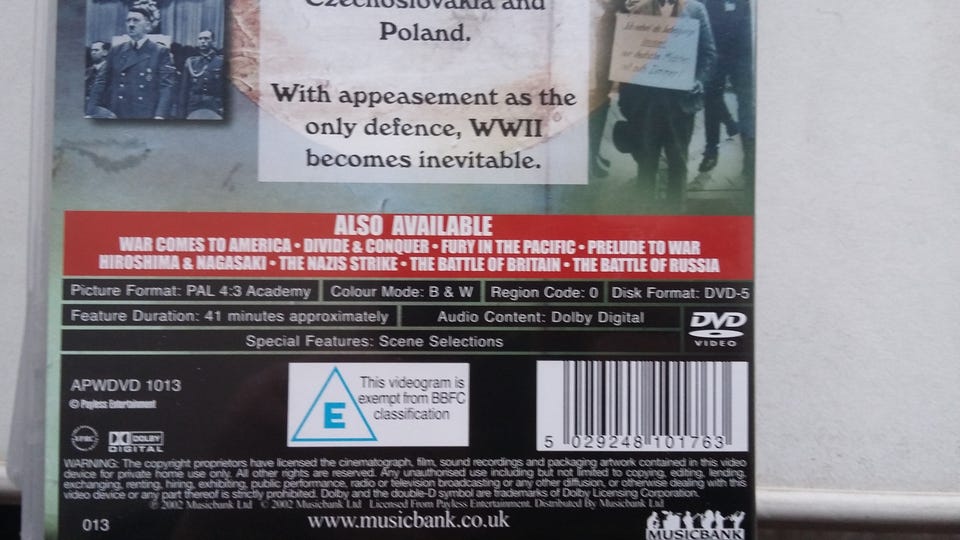 Czechoslovakia and
Poland.
With appeasement as the
only defence, WWII
becomes inevitable.
ALSO AVAILABLE
WAR COMES TO AMERICA • DIVIDE & CONQUER • FURY IN THE PACIFIC • PRELUDE TO WAR
HIROSHIMA & NAGASAKI • THE NAZIS STRIKE • THE BATTLE OF BRITAIN • THE BATTLE OF RUSSIA
Picture Format: PAL 4:3 Academy Colour Mode: B & W Region Code: 0 Disk Format: DVD-5
Feature Duration: 41 minutes approximately Audio Content: Dolby Digital
DVD
VIDEO
Special Features: Scene Selections
APWDVD 1013
© Payless Entertainment
DOLBY
DIGITAL
E
This videogram is
exempt from BBFC
classification
5 029248 101763
WARNING: The copyright proprietors have licensed the cinematograph, film, sound recordings and packaging artwork contained in this video
device for private home use only. All other rights are reserved. Any unauthorised use including but not limited to copying, editing, lending,
exchanging, renting, hiring, exhibiting, public performance, radio or television broadcasting or any other diffusion, or otherwise dealing with this
video device or any part thereof is strictly prohibited. Dolby and the double-D symbol are trademarks of Dolby Licensing Corporation.
© 2002 Musicbank Ltd © 2002 Musicbank Ltd Licensed From Payless Entertainment. Distributed By Musicbank Ltd
013
www.musicbank.co.uk
MUSICBANK